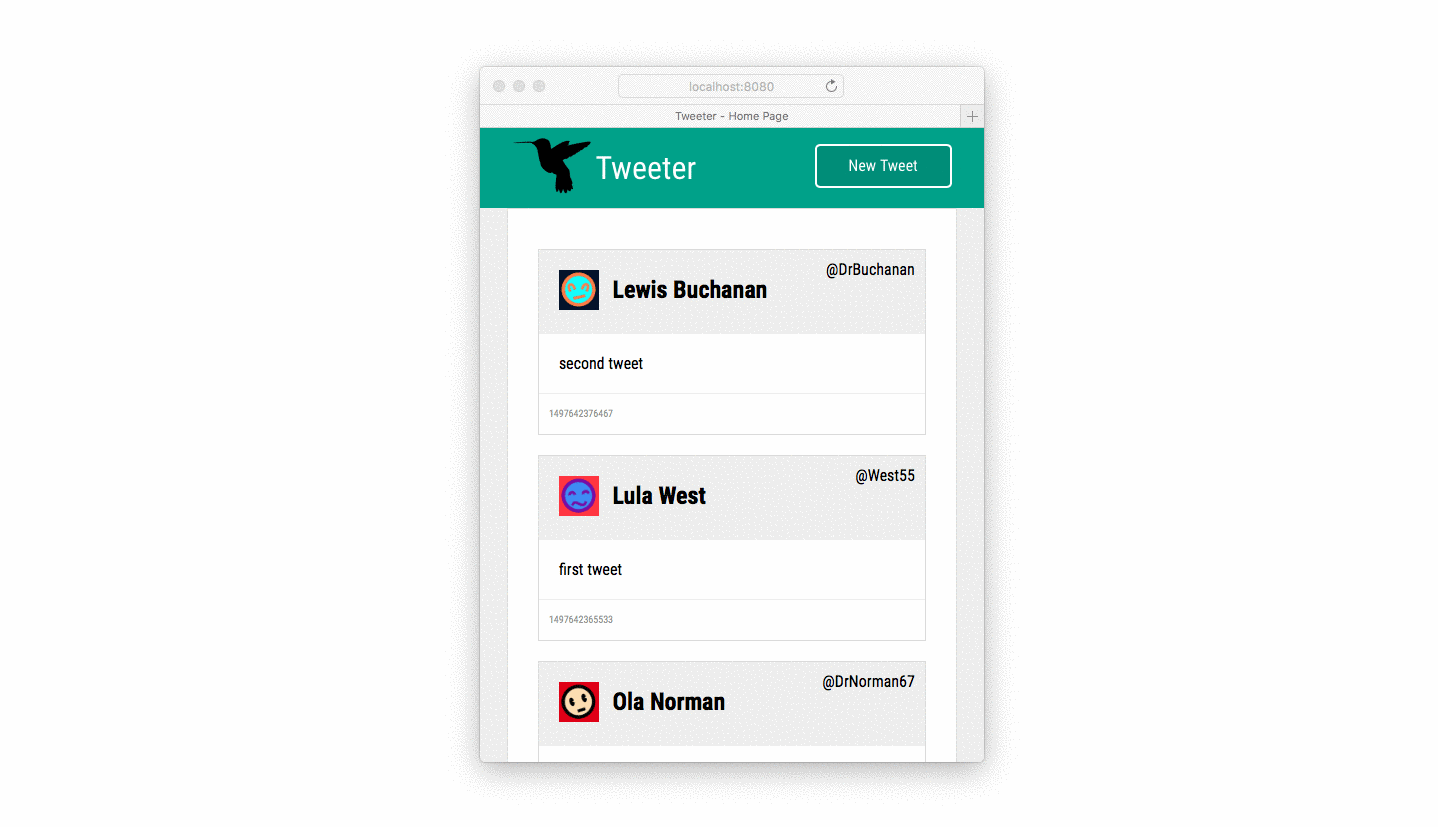 localhost:8080
Tweeter - Home Page
Tweeter
New Tweet
Lewis Buchanan
@DrBuchanan
second tweet
1497642376467
Lula West
@West55
first tweet
1497642365533
Ola Norman
@DrNorman67